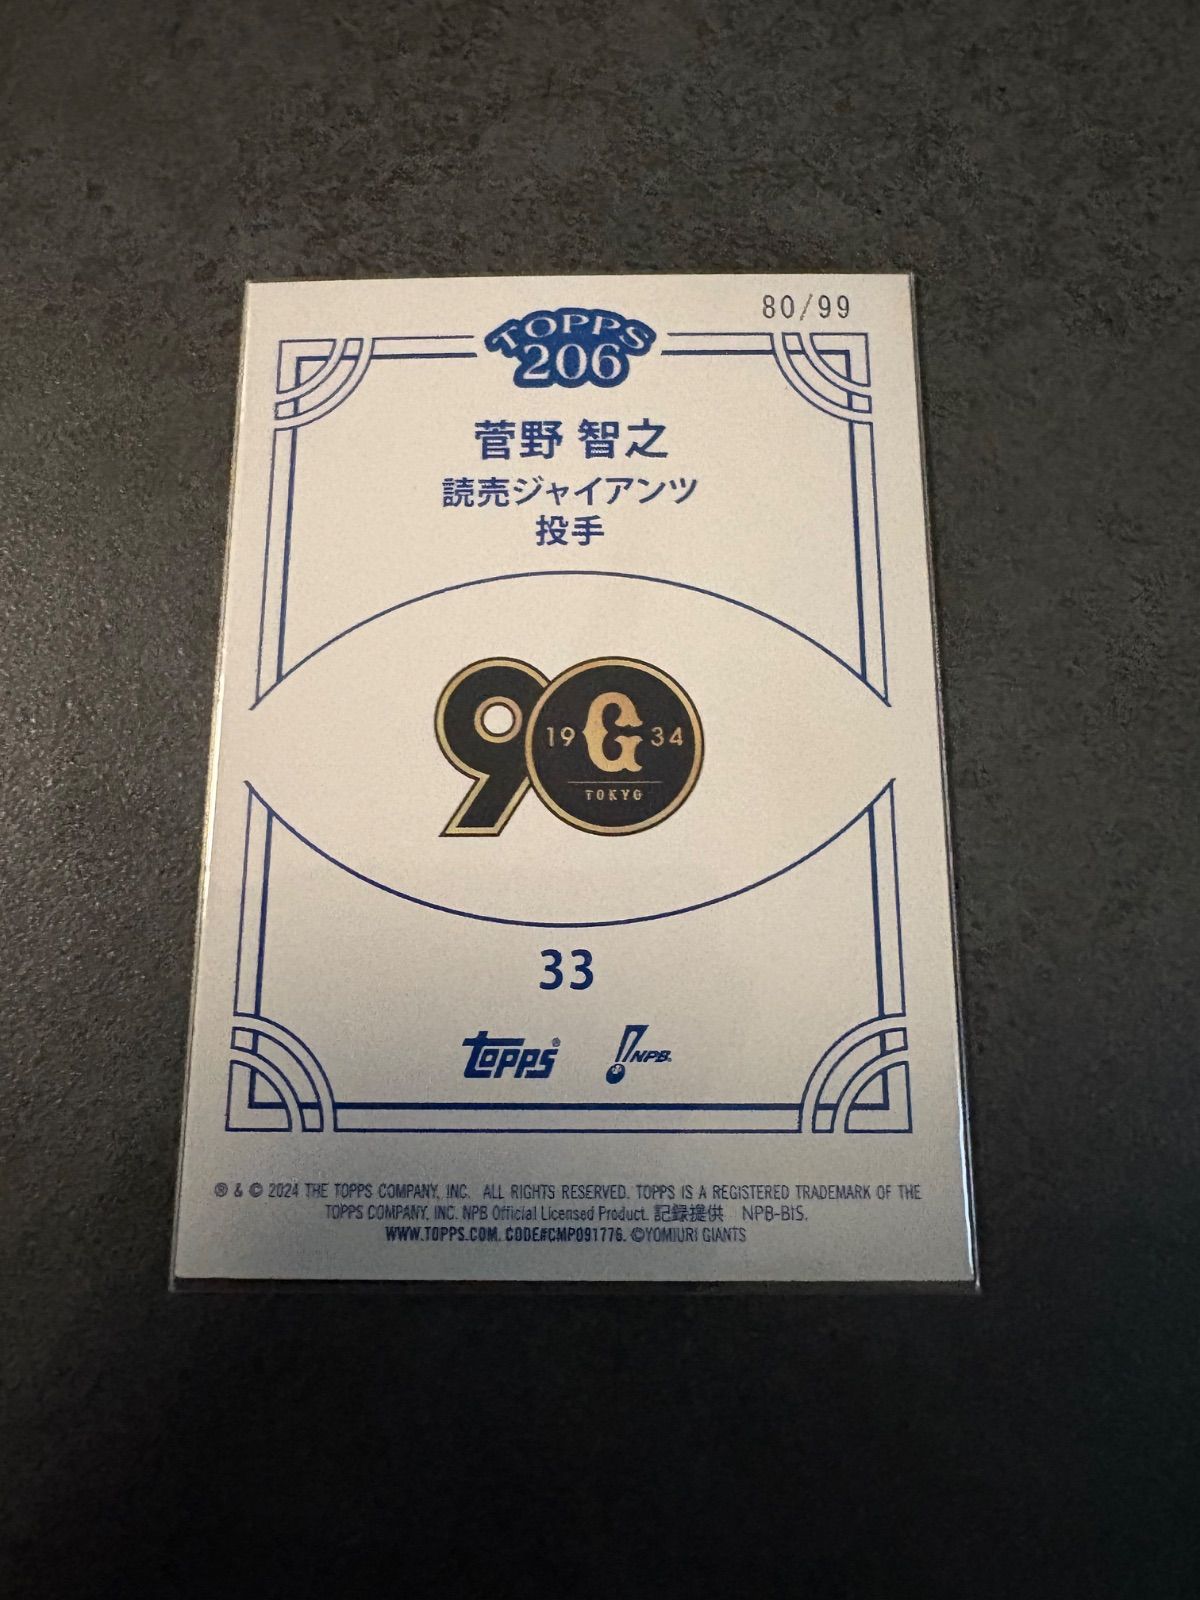 80/99
TOPPS
206
菅野 智之
読売ジャイアンツ
投手
90
19 G 34
TOKYO
33
Topps® NPB®
® & © 2024 THE TOPPS COMPANY, INC. ALL RIGHTS RESERVED. TOPPS IS A REGISTERED TRADEMARK OF THE
TOPPS COMPANY, INC. NPB Official Licensed Product. 記録提供 NPB-BIS.
WWW.TOPPS.COM. CODE#CMP091776. ©YOMIURI GIANTS